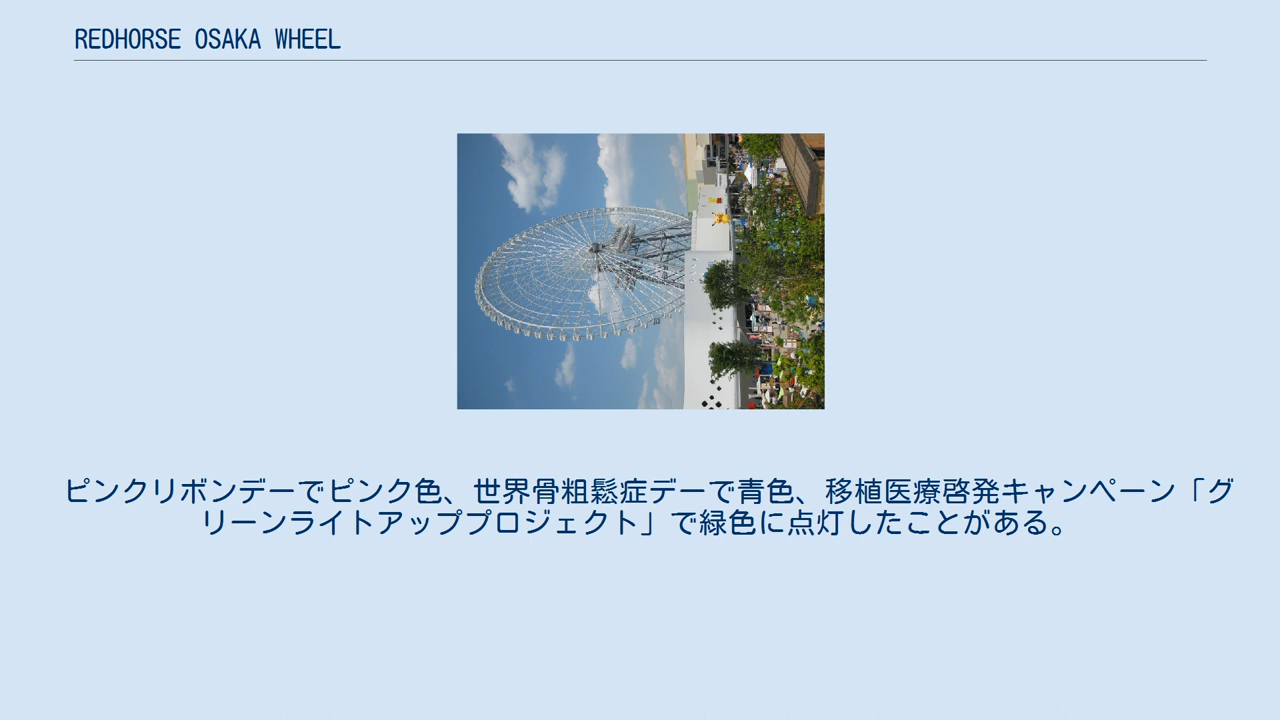 REDHORSE OSAKA WHEEL
ピンクリボンデーでピンク色、世界骨粗鬆症デーで青色、移植医療啓発キャンペーン「グ
リーンライトアッププロジェクト」で緑色に点灯したことがある。